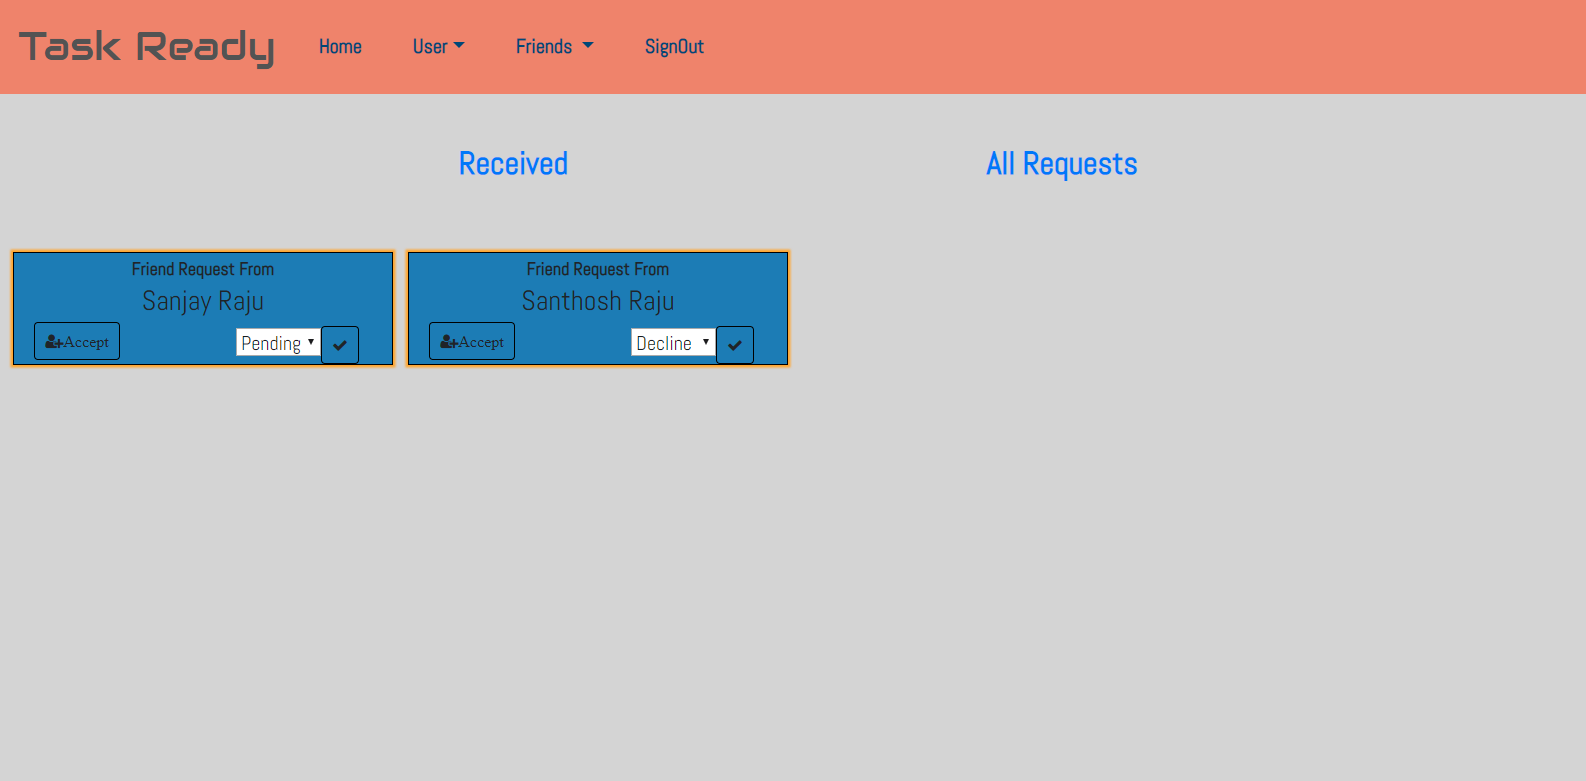 Task Ready Home User Friends SignOut
Received All Requests
Friend Request From
Sanjay Raju
Accept Pending
Friend Request From
Santhosh Raju
Accept Decline